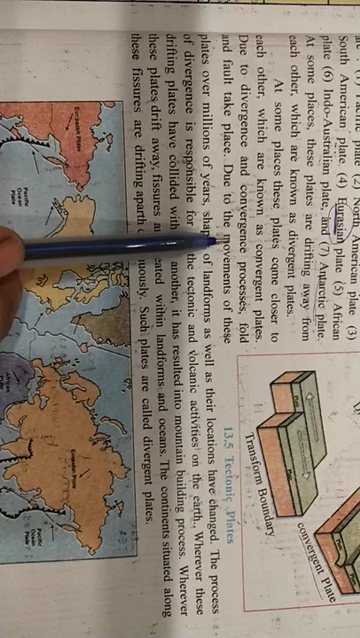 plate (2) North American plate (3)
South American plate (4) Eurasian plate (5) African
plate (6) Indo-Australian plate, and (7) Antarctic plate.
At some places, these plates are drifting away from
each other, which are known as divergent plates.
At some places these plates come closer to
each other, which are known as convergent plates.
Due to divergence and convergence processes, fold
and fault take place. Due to the movements of these
plates over millions of years, of landforms as well as their locations have changed. The process
of divergence is responsible for the tectonic and volcanic activities on the earth. Wherever these
drifting plates have collided with another, it has resulted into mountain building process. Wherever
these plates drift away, fissures within landforms and oceans. The continents situated along
these fissures are drifting apart Such plates are called divergent plates.
Transform Boundary
convergent Plate
13.5 Tectonic Plates
Eurasian Plate
Pacific
Ocean
Plate
Eurasian Plate
Pacific
Ocean
Plate